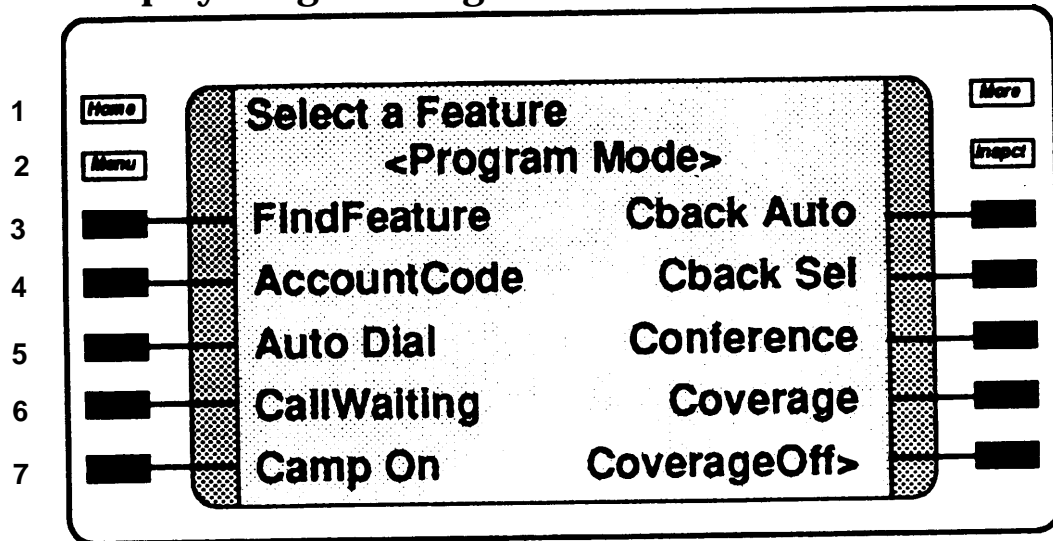 1 Home Select a Feature More
2 Menu <Program Mode> Inspct
3 FindFeature Cback Auto
4 AccountCode Cback Sel
5 Auto Dial Conference
6 CallWaiting Coverage
7 Camp On CoverageOff>